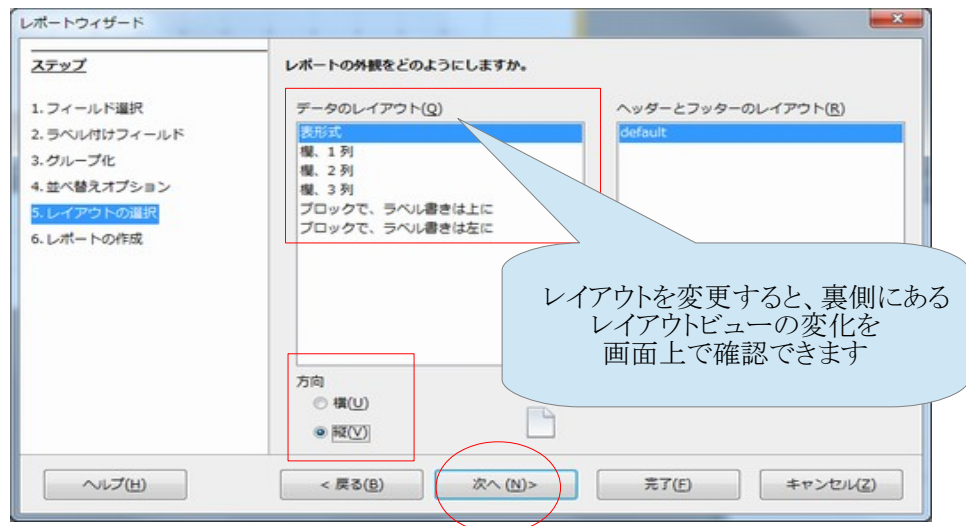 レポートウィザード
ステップ
1. フィールド選択
2. ラベル付けフィールド
3. グループ化
4. 並べ替えオプション
5. レイアウトの選択
6. レポートの作成
レポートの外観をどのようにしますか。
データのレイアウト(Q)
表形式
欄、1 列
欄、2 列
欄、3 列
ブロックで、ラベル書きは上に
ブロックで、ラベル書きは左に
ヘッダーとフッターのレイアウト(R)
default
レイアウトを変更すると、裏側にある
レイアウトビューの変化を
画面上で確認できます
方向
横(U)
縦(V)
ヘルプ(H)
< 戻る(B)
次へ (N)>
完了(F)
キャンセル(Z)